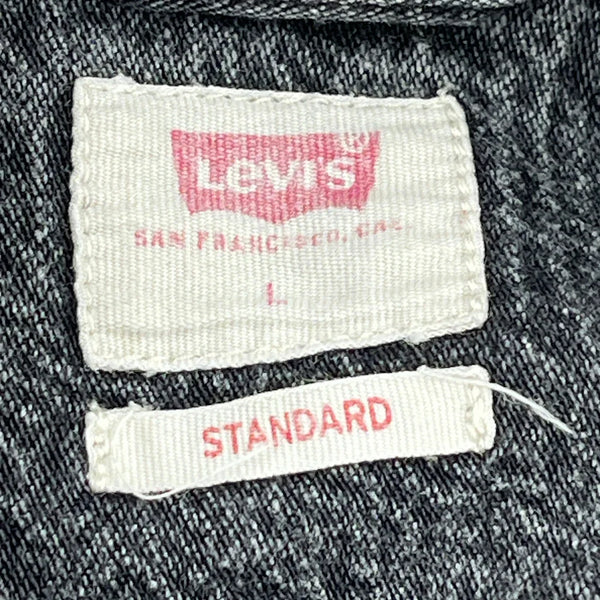 Levi's®
SAN FRANCISCO, CAL.
L
STANDARD